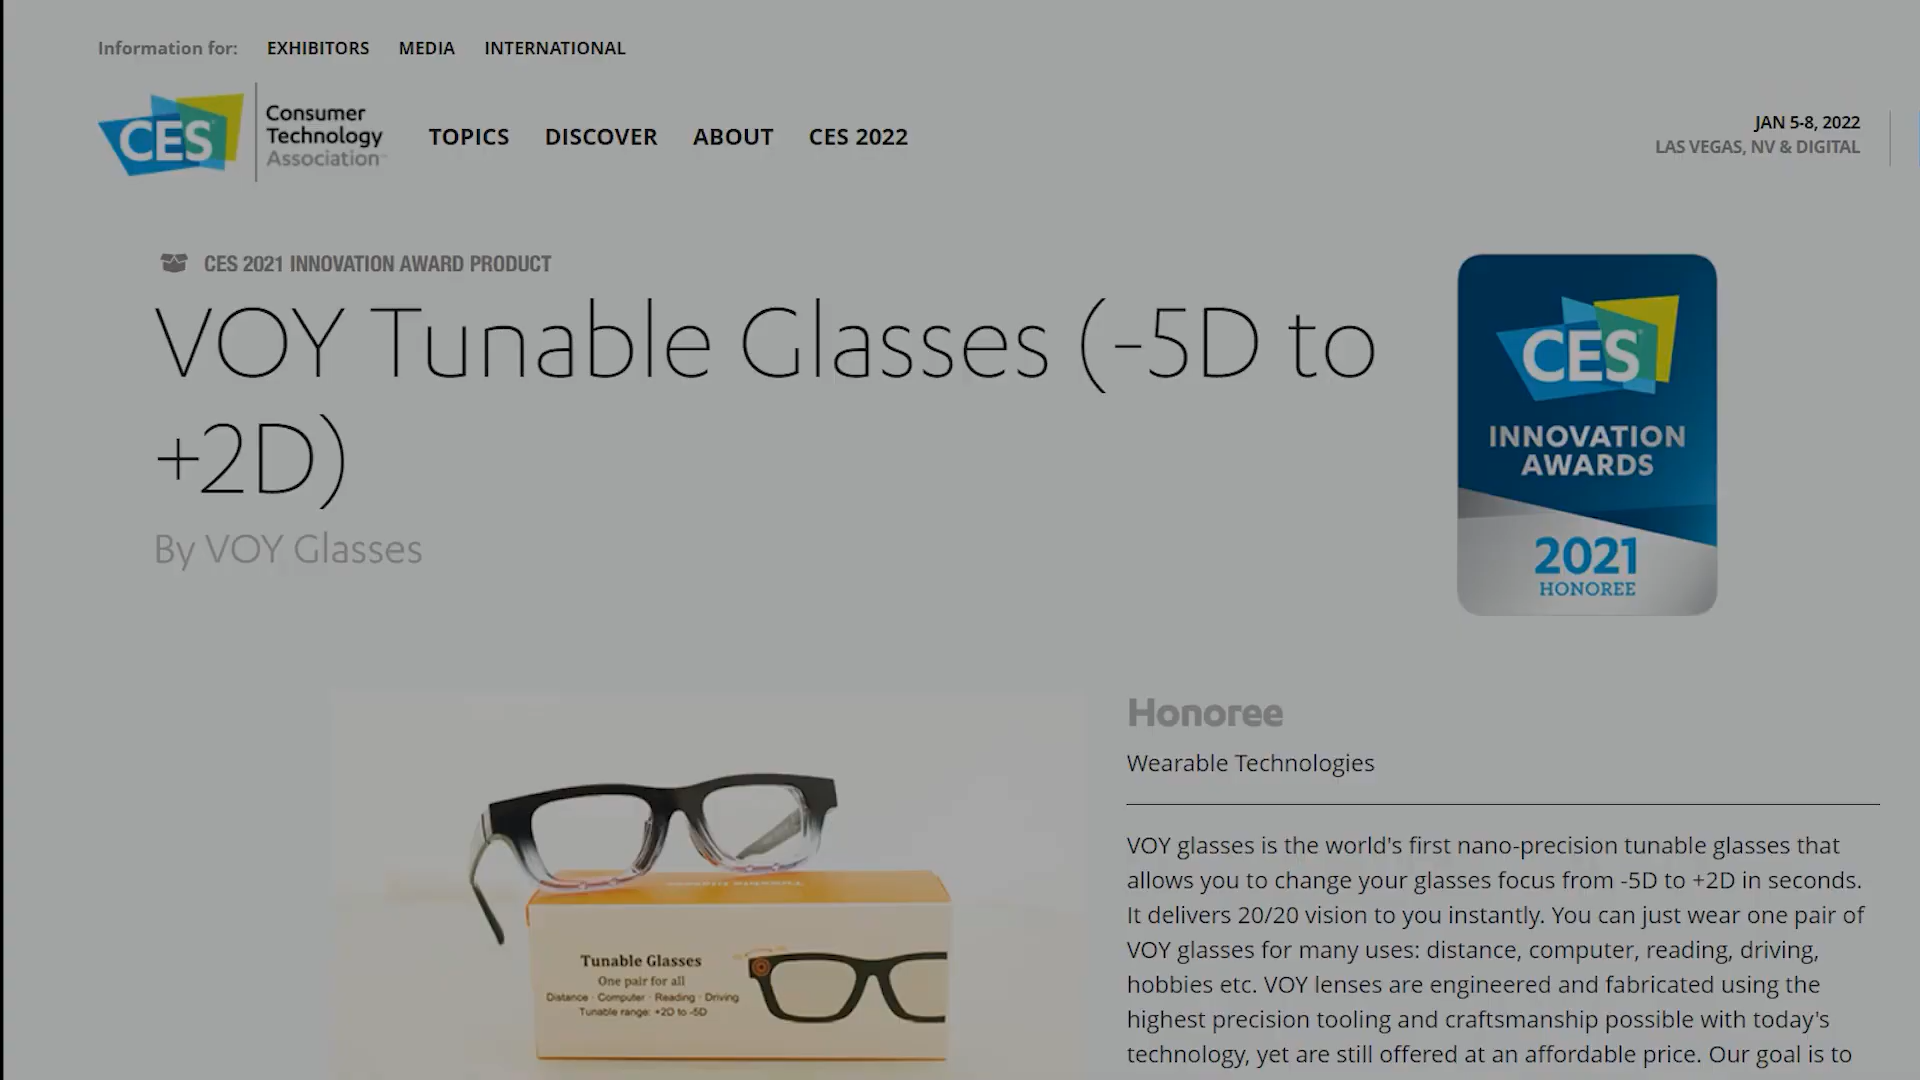 Information for: EXHIBITORS MEDIA INTERNATIONAL
CES Consumer
Technology
Association
TOPICS DISCOVER ABOUT CES 2022
JAN 5-8, 2022
LAS VEGAS, NV & DIGITAL
CES 2021 INNOVATION AWARD PRODUCT
VOY Tunable Glasses (-5D to
+2D)
By VOY Glasses
CES
INNOVATION
AWARDS
2021
HONOREE
Tunable Glasses
Tunable Glasses
One pair for all
Distance · Computer · Reading · Driving
Tunable range: +2D to -5D
Honoree
Wearable Technologies
VOY glasses is the world's first nano-precision tunable glasses that
allows you to change your glasses focus from -5D to +2D in seconds.
It delivers 20/20 vision to you instantly. You can just wear one pair of
VOY glasses for many uses: distance, computer, reading, driving,
hobbies etc. VOY lenses are engineered and fabricated using the
highest precision tooling and craftsmanship possible with today's
technology, yet are still offered at an affordable price. Our goal is to